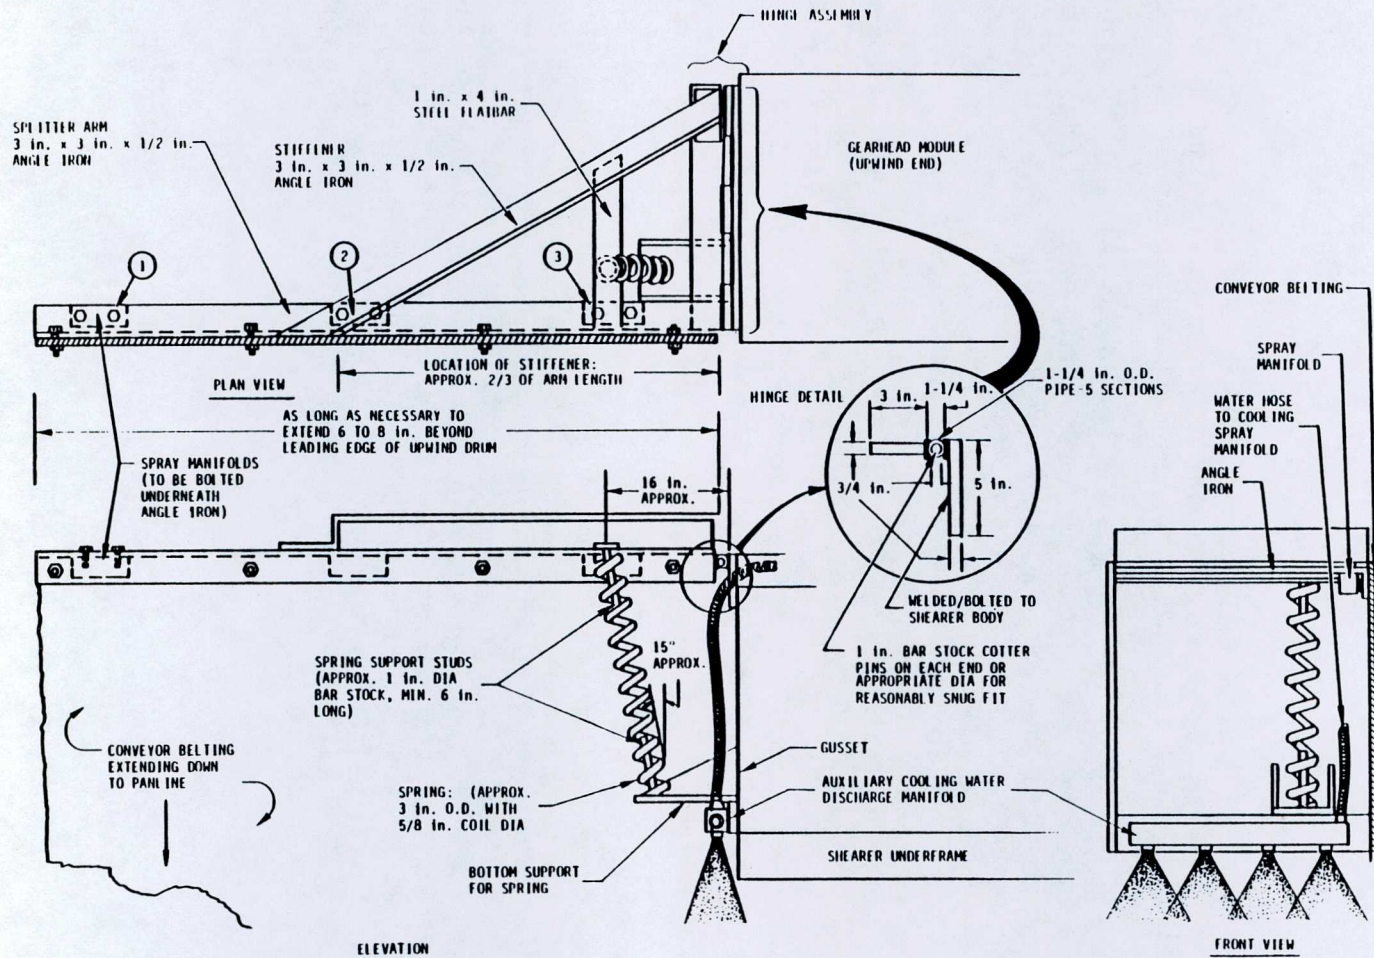 HINGE ASSEMBLY
1 in. x 4 in.
STEEL FLATBAR
SPLITTER ARM
3 in. x 3 in. x 1/2 in.
ANGLE IRON
STIFFENER
3 in. x 3 in. x 1/2 in.
ANGLE IRON
GEARHEAD MODULE
(UPWIND END)
1
2
3
CONVEYOR BELTING
SPRAY
MANIFOLD
WATER HOSE
TO COOLING
SPRAY
MANIFOLD
ANGLE
IRON
PLAN VIEW
LOCATION OF STIFFENER:
APPROX. 2/3 OF ARM LENGTH
AS LONG AS NECESSARY TO
EXTEND 6 TO 8 in. BEYOND
LEADING EDGE OF UPWIND DRUM
HINGE DETAIL
3 in.
1-1/4 in.
1-1/4 in. O.D.
PIPE-5 SECTIONS
3/4 in.
5 in.
SPRAY MANIFOLDS
(TO BE BOLTED
UNDERNEATH
ANGLE IRON)
16 in.
APPROX.
WELDED/BOLTED TO
SHEARER BODY
1 in. BAR STOCK COTTER
PINS ON EACH END OR
APPROPRIATE DIA FOR
REASONABLY SNUG FIT
SPRING SUPPORT STUDS
(APPROX. 1 in. DIA
BAR STOCK, MIN. 6 in.
LONG)
15"
APPROX.
CONVEYOR BELTING
EXTENDING DOWN
TO PANLINE
SPRING: (APPROX.
3 in. O.D. WITH
5/8 in. COIL DIA
GUSSET
AUXILIARY COOLING WATER
DISCHARGE MANIFOLD
BOTTOM SUPPORT
FOR SPRING
SHEARER UNDERFRAME
ELEVATION
FRONT VIEW